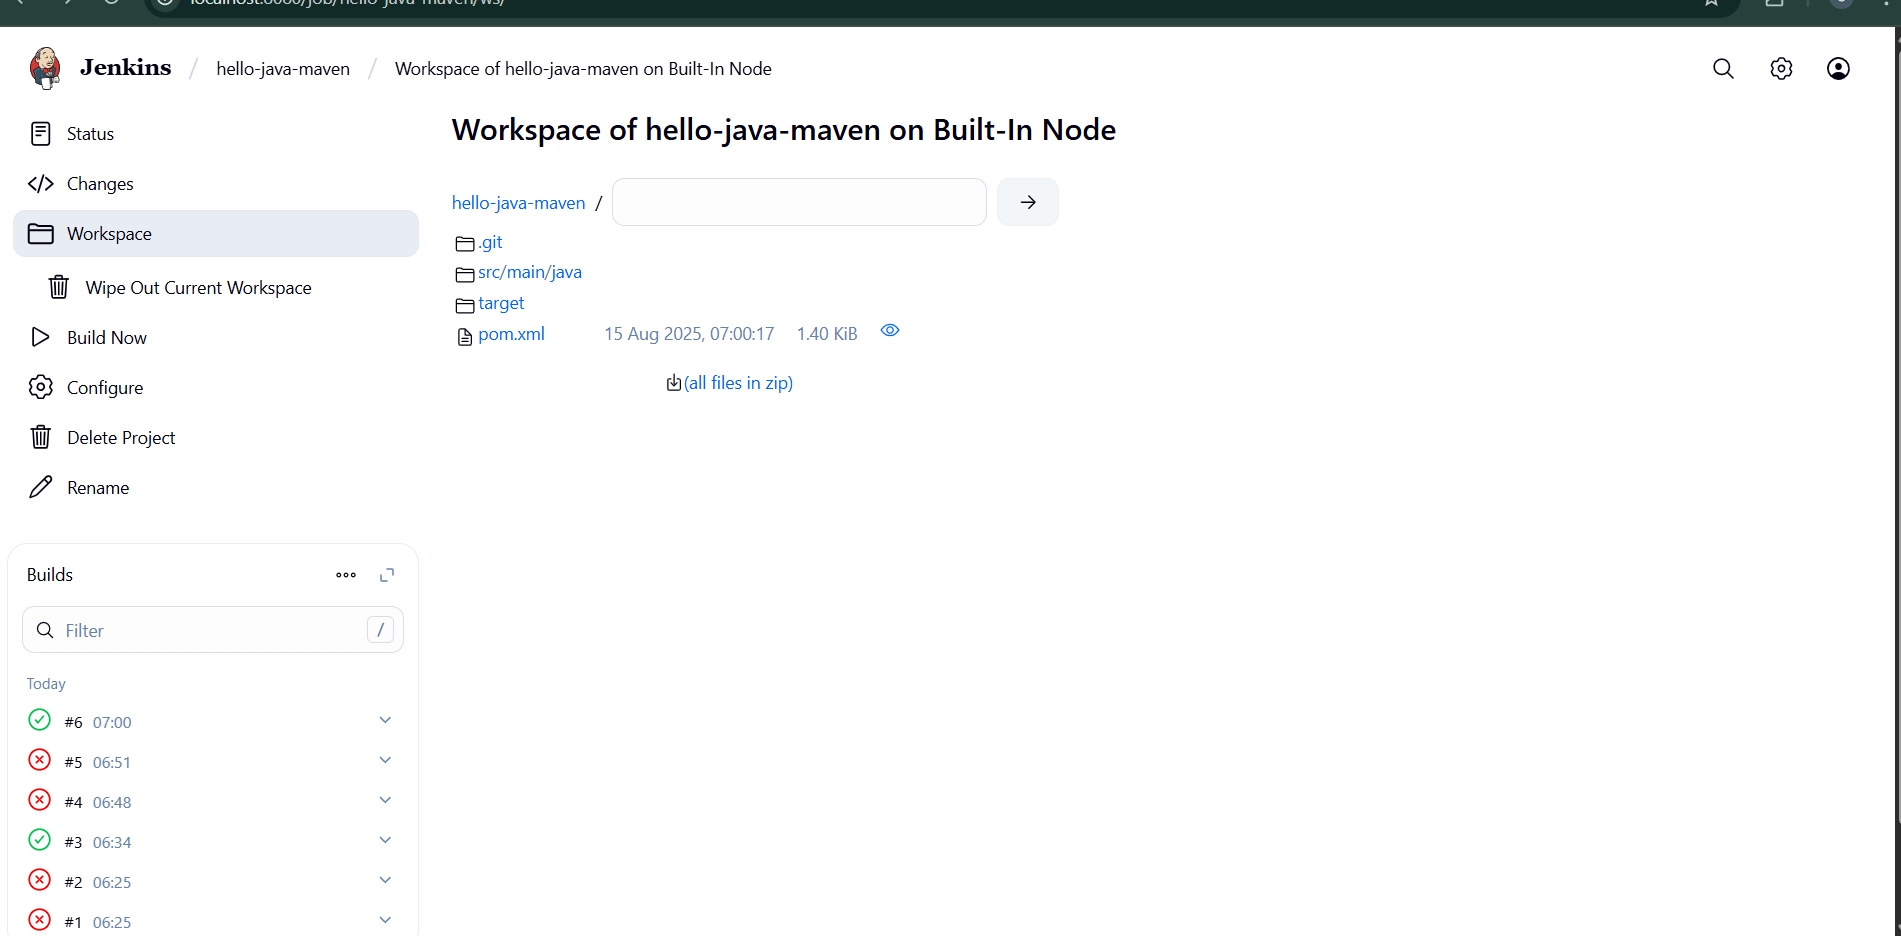 localhost:8080/job/hello-java-maven/ws/
Jenkins / hello-java-maven / Workspace of hello-java-maven on Built-In Node
Status
Changes
Workspace
Wipe Out Current Workspace
Build Now
Configure
Delete Project
Rename
Workspace of hello-java-maven on Built-In Node
hello-java-maven /
.git
src/main/java
target
pom.xml 15 Aug 2025, 07:00:17 1.40 KiB
(all files in zip)
Builds
Filter /
Today
#6 07:00
#5 06:51
#4 06:48
#3 06:34
#2 06:25
#1 06:25